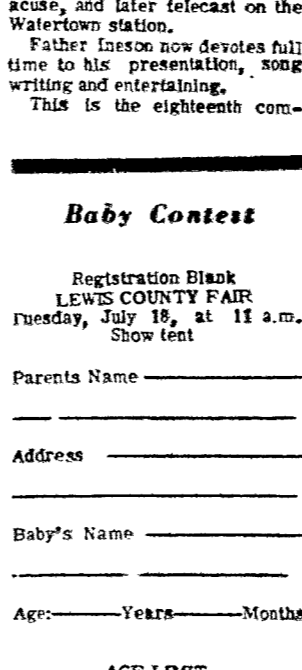 acuse, and later telecast on the
Watertown station.
Father Ineson now devotes full
time to his presentation, song
writing and entertaining.
This is the eighteenth com-
Baby Contest
Registration Blank
LEWIS COUNTY FAIR
Tuesday, July 18, at 11 a.m.
Show tent
Parents Name
Address
Baby's Name
Age: Years Months